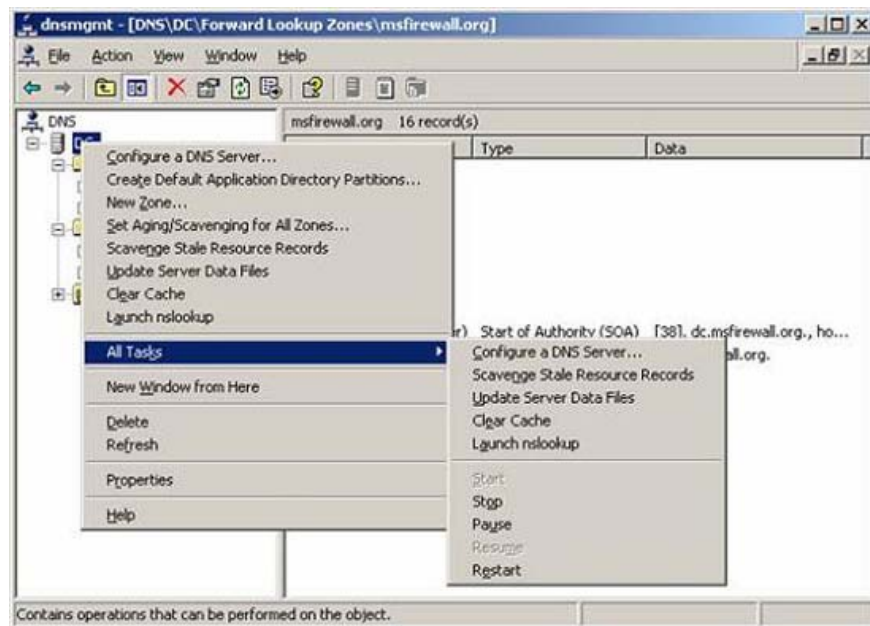 dnsmgmt - [DNS\DC\Forward Lookup Zones\msfirewall.org]
File Action View Window Help
DNS
msfirewall.org 16 record(s)
Type Data
Configure a DNS Server...
Create Default Application Directory Partitions...
New Zone...
Set Aging/Scavenging for All Zones...
Scavenge Stale Resource Records
Update Server Data Files
Clear Cache
Launch nslookup
All Tasks
New Window from Here
Delete
Refresh
Properties
Help
r) Start of Authority (SOA) [38], dc.msfirewall.org., ho...
all.org.
Configure a DNS Server...
Scavenge Stale Resource Records
Update Server Data Files
Clear Cache
Launch nslookup
Start
Stop
Pause
Resume
Restart
Contains operations that can be performed on the object.